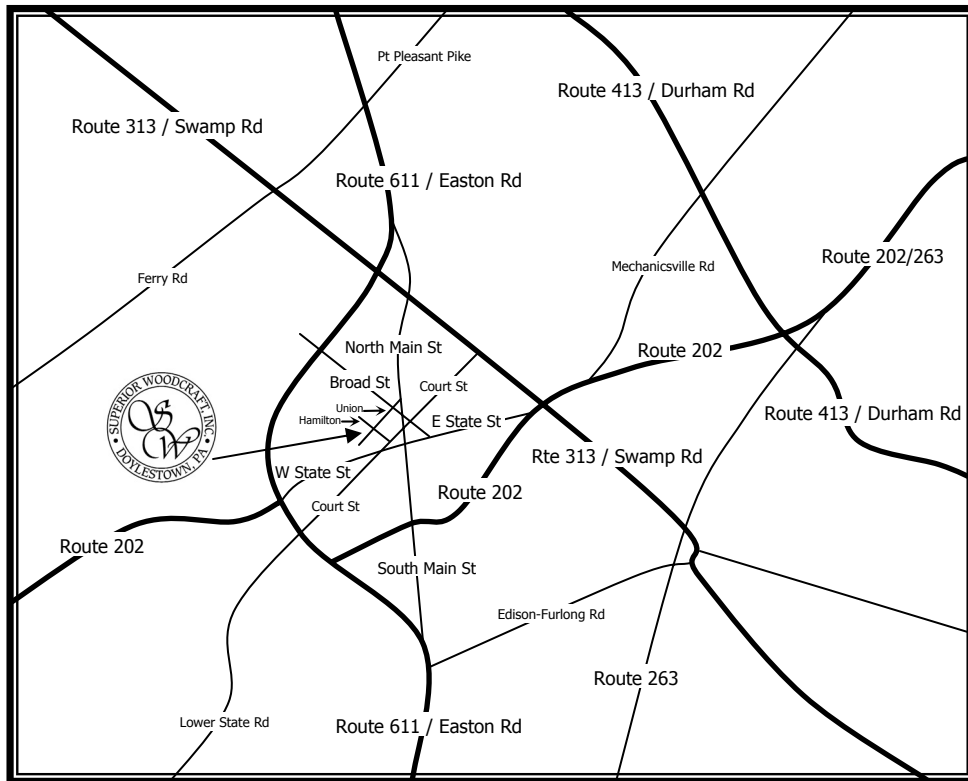 Pt Pleasant Pike
Route 413 / Durham Rd
Route 313 / Swamp Rd
Route 611 / Easton Rd
Route 202/263
Mechanicsville Rd
Ferry Rd
North Main St
Route 202
Broad St
Court St
Union
Hamilton
E State St
Route 413 / Durham Rd
SUPERIOR WOODCRAFT, INC.
SW
• DOYLESTOWN, PA •
Rte 313 / Swamp Rd
W State St
Route 202
Court St
Route 202
South Main St
Edison-Furlong Rd
Route 263
Lower State Rd
Route 611 / Easton Rd